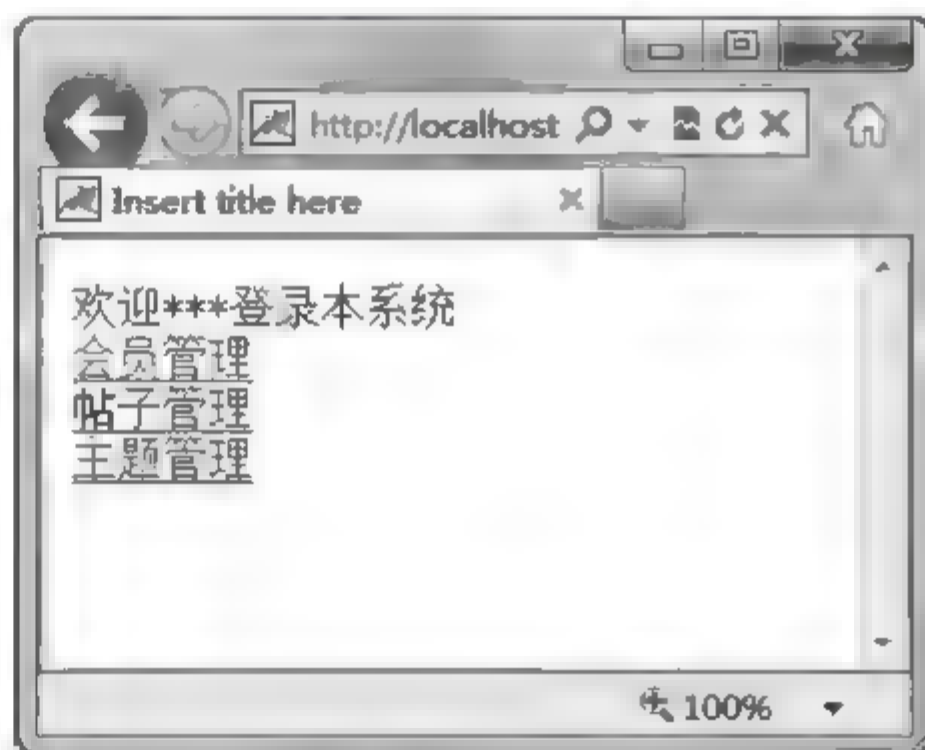 http://localhost
Insert title here
欢迎***登录本系统
会员管理
帖子管理
主题管理
100%